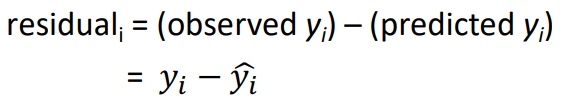 residualᵢ = (observed yᵢ) – (predicted yᵢ)
= yᵢ − ŷᵢ